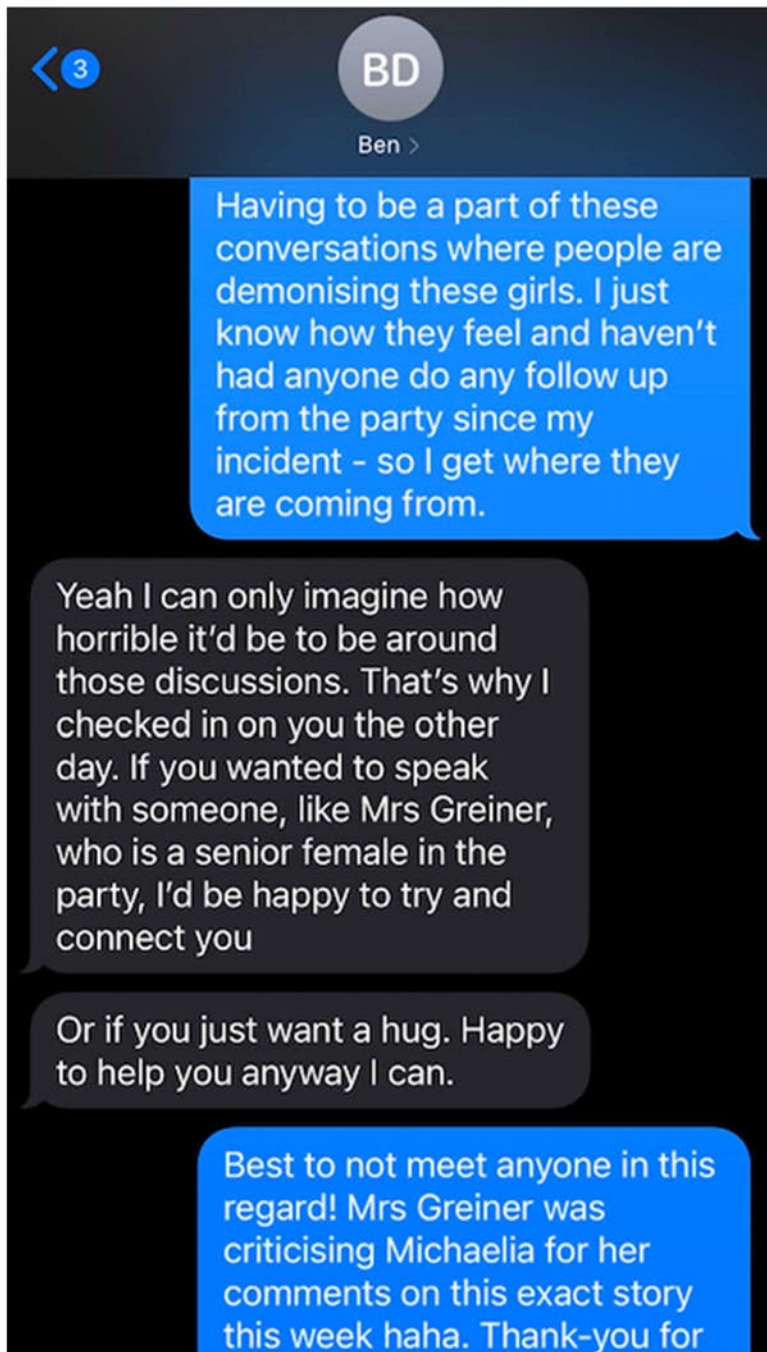 3
BD
Ben >
Having to be a part of these
conversations where people are
demonising these girls. I just
know how they feel and haven't
had anyone do any follow up
from the party since my
incident - so I get where they
are coming from.
Yeah I can only imagine how
horrible it'd be to be around
those discussions. That's why I
checked in on you the other
day. If you wanted to speak
with someone, like Mrs Greiner,
who is a senior female in the
party, I'd be happy to try and
connect you
Or if you just want a hug. Happy
to help you anyway I can.
Best to not meet anyone in this
regard! Mrs Greiner was
criticising Michaelia for her
comments on this exact story
this week haha. Thank-you for